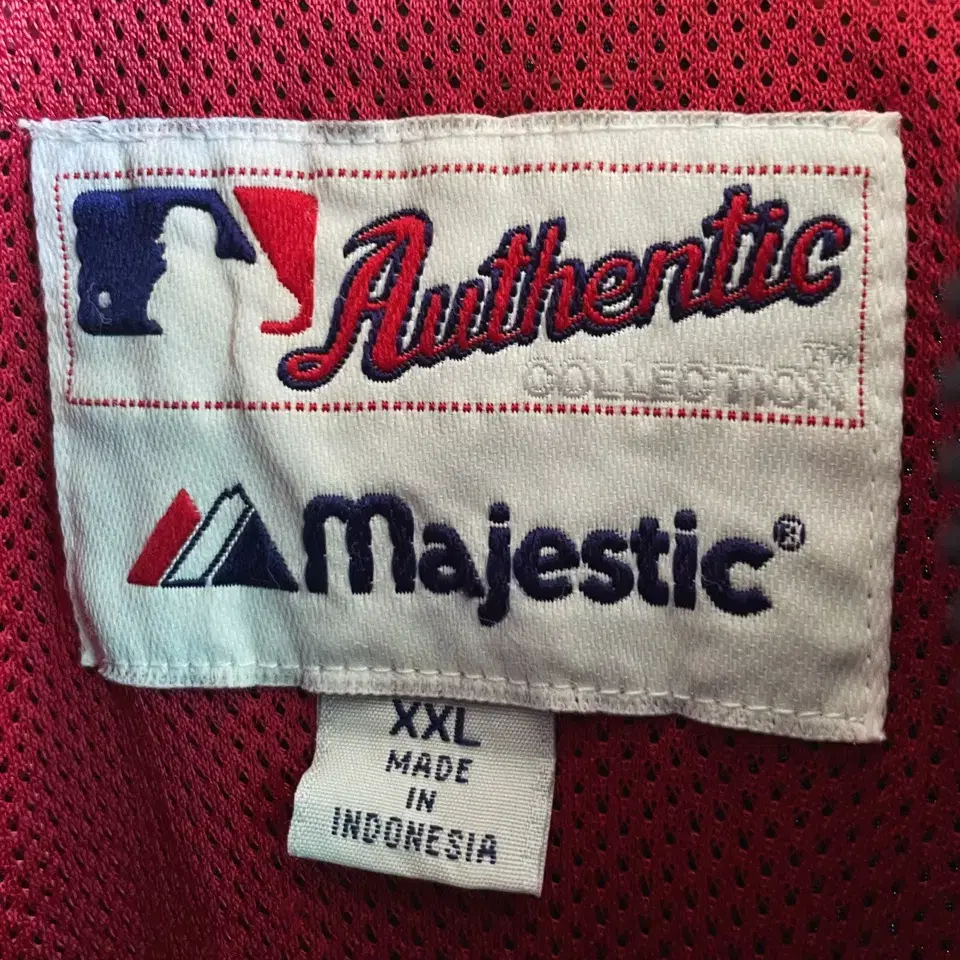 Authentic
COLLECTION™
Majestic®
XXL
MADE
IN
INDONESIA